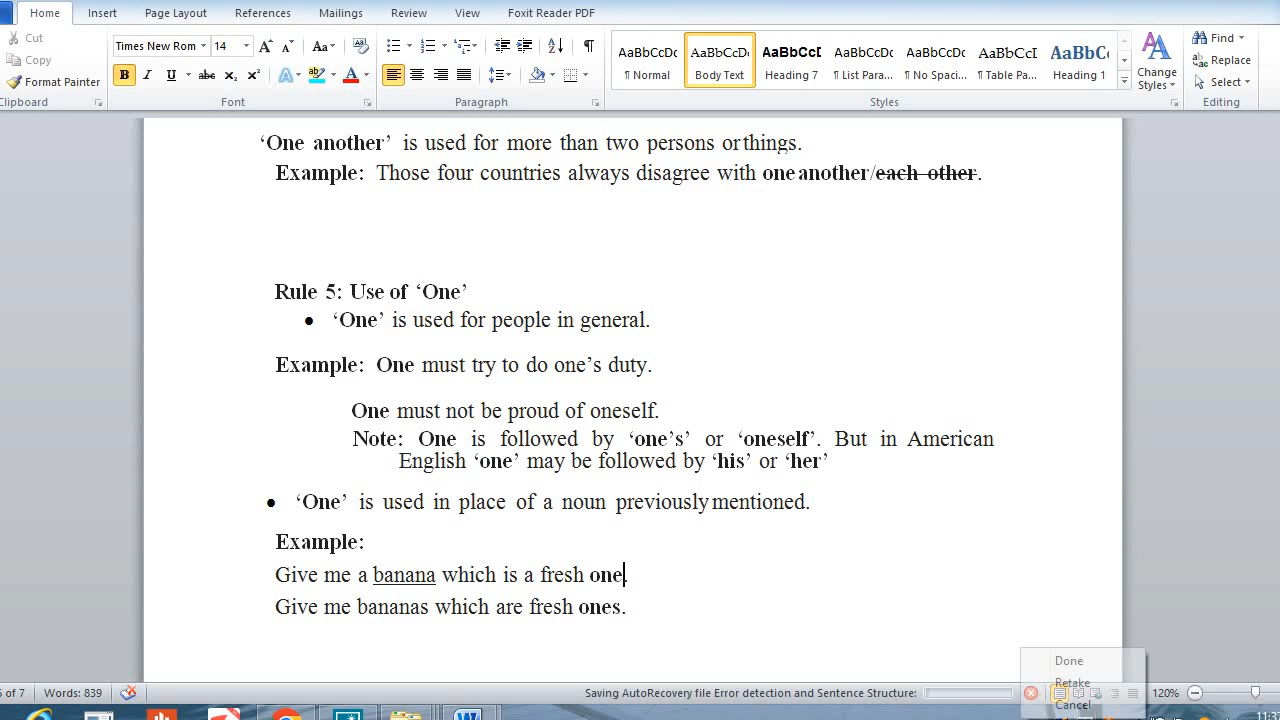 Home Insert Page Layout References Mailings Review View Foxit Reader PDF
Cut
Copy
Format Painter
Clipboard
Times New Rom 14
Font
Paragraph
AaBbCcDc AaBbCcDc AaBbCcD AaBbCcDc AaBbCcDc AaBbCcI AaBbC
¶ Normal Body Text Heading 7 ¶ List Para... ¶ No Spaci... ¶ Table Pa... Heading 1
Styles
Change Styles
Find
Replace
Select
Editing
‘One another’ is used for more than two persons or things.
Example: Those four countries always disagree with one another/each other.
Rule 5: Use of ‘One’
• ‘One’ is used for people in general.
Example: One must try to do one’s duty.
One must not be proud of oneself.
Note: One is followed by ‘one’s’ or ‘oneself’. But in American
English ‘one’ may be followed by ‘his’ or ‘her’
• ‘One’ is used in place of a noun previously mentioned.
Example:
Give me a banana which is a fresh one.
Give me bananas which are fresh ones.
Done
Retake
Cancel
of 7 Words: 839 Saving AutoRecovery file Error detection and Sentence Structure: 120%